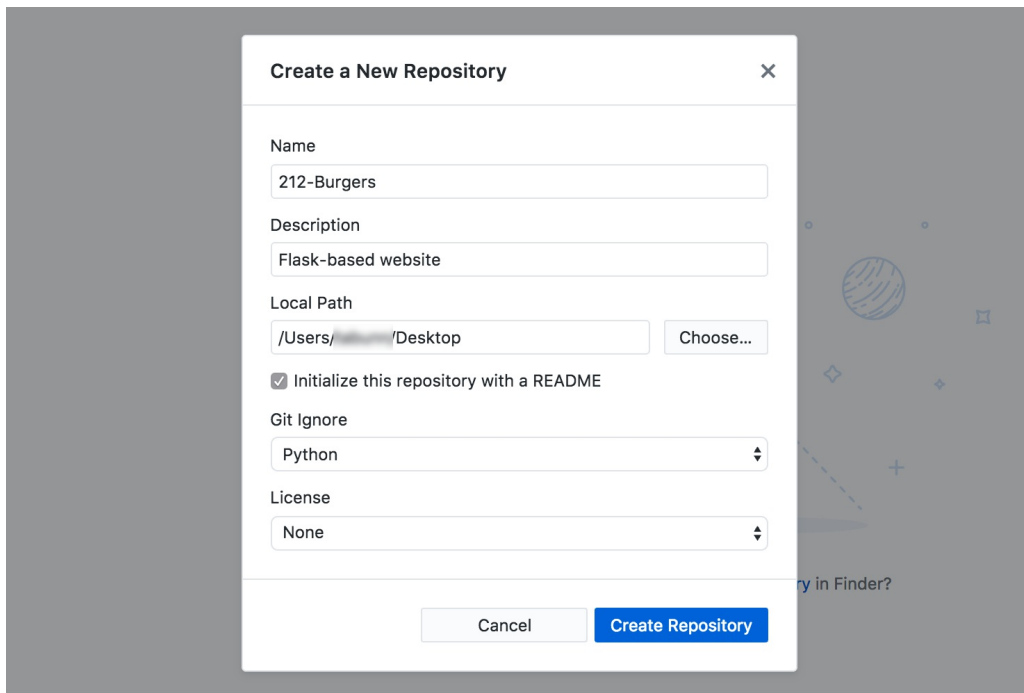 Create a New Repository
Name
212-Burgers
Description
Flask-based website
Local Path
/Users/ /Desktop
Choose...
Initialize this repository with a README
Git Ignore
Python
License
None
in Finder?
Cancel
Create Repository